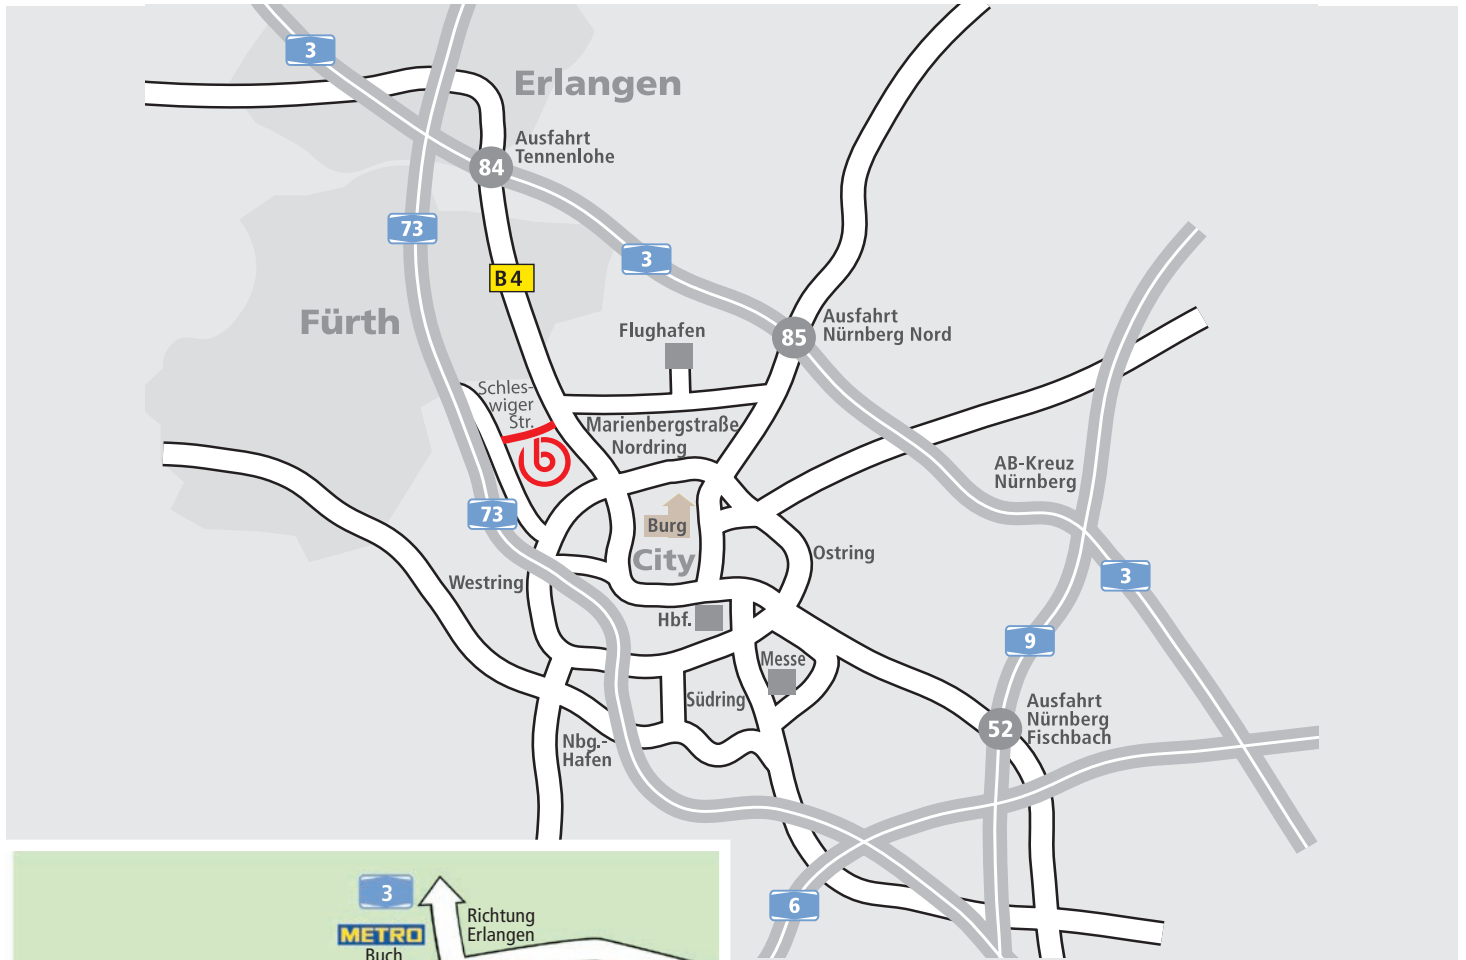 3
Erlangen
Ausfahrt
Tennenlohe
84
73
3
B 4
Fürth
Flughafen
Ausfahrt
Nürnberg Nord
85
Schles-
wiger
Str.
Marienbergstraße
Nordring
b
AB-Kreuz
Nürnberg
73
Burg
City
Ostring
Westring
3
Hbf.
9
Messe
Südring
Ausfahrt
Nürnberg
Fischbach
52
Nbg.-
Hafen
3
6
Richtung
Erlangen
METRO
Buch